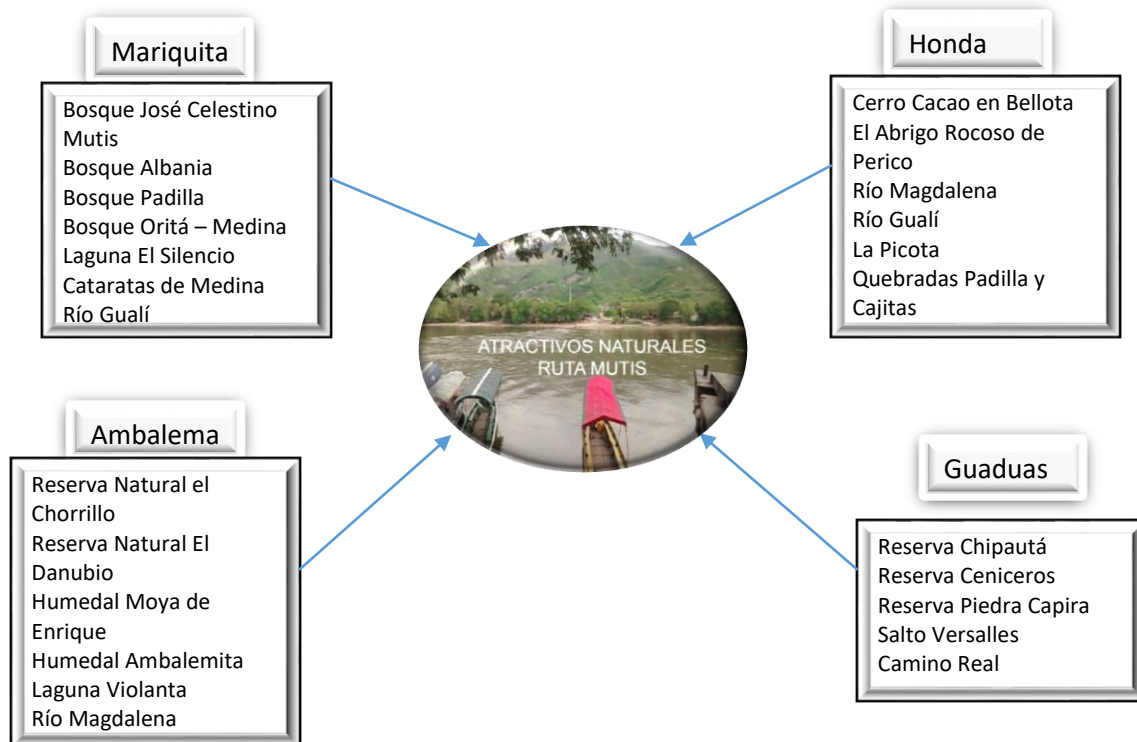 Mariquita
Bosque José Celestino
Mutis
Bosque Albania
Bosque Padilla
Bosque Oritá – Medina
Laguna El Silencio
Cataratas de Medina
Río Gualí
Honda
Cerro Cacao en Bellota
El Abrigo Rocoso de
Perico
Río Magdalena
Río Gualí
La Picota
Quebradas Padilla y
Cajitas
ATRACTIVOS NATURALES
RUTA MUTIS
Ambalema
Reserva Natural el
Chorrillo
Reserva Natural El
Danubio
Humedal Moya de
Enrique
Humedal Ambalemita
Laguna Violanta
Río Magdalena
Guaduas
Reserva Chipautá
Reserva Ceniceros
Reserva Piedra Capira
Salto Versalles
Camino Real